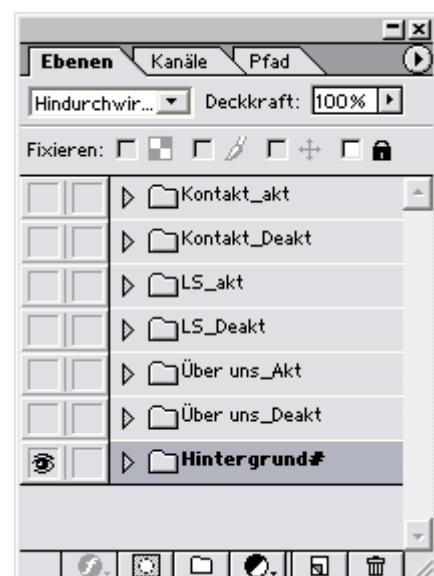 Ebenen Kanäle Pfad
Hindurchwir... Deckkraft: 100%
Fixieren:
Kontakt_akt
Kontakt_Deakt
LS_akt
LS_Deakt
Über uns_Akt
Über uns_Deakt
Hintergrund#